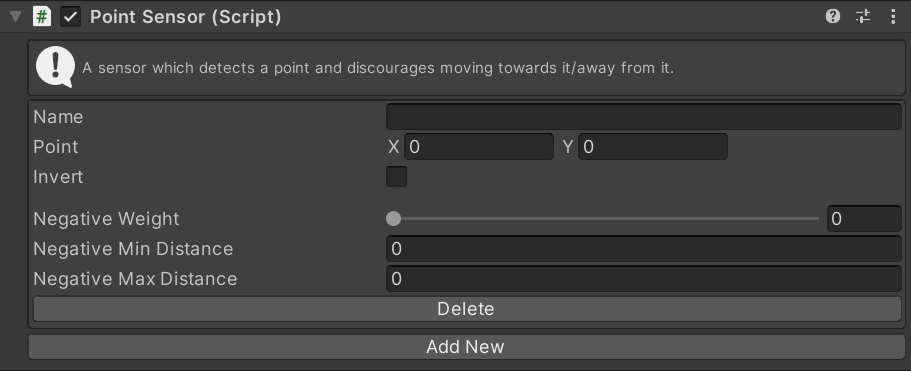 Point Sensor (Script)
A sensor which detects a point and discourages moving towards it/away from it.
Name
Point X 0 Y 0
Invert
Negative Weight 0
Negative Min Distance 0
Negative Max Distance 0
Delete
Add New